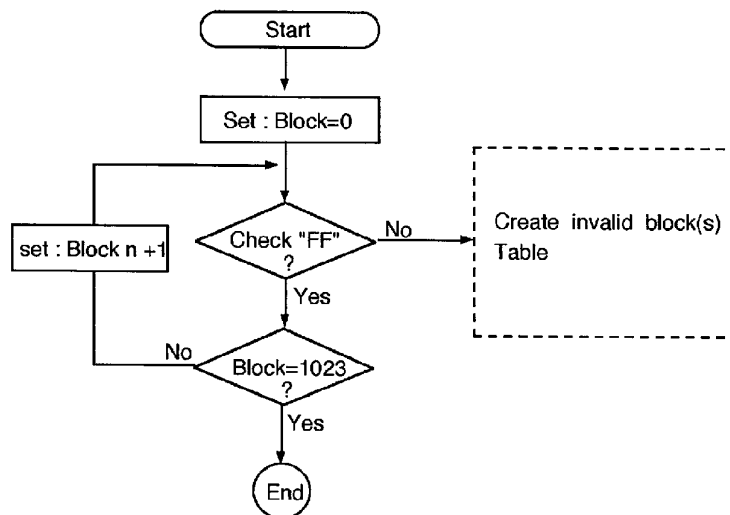 Start
Set : Block=0
set : Block n +1
Check "FF"
?
No
Create invalid block(s)
Table
Yes
No
Block=1023
?
Yes
End